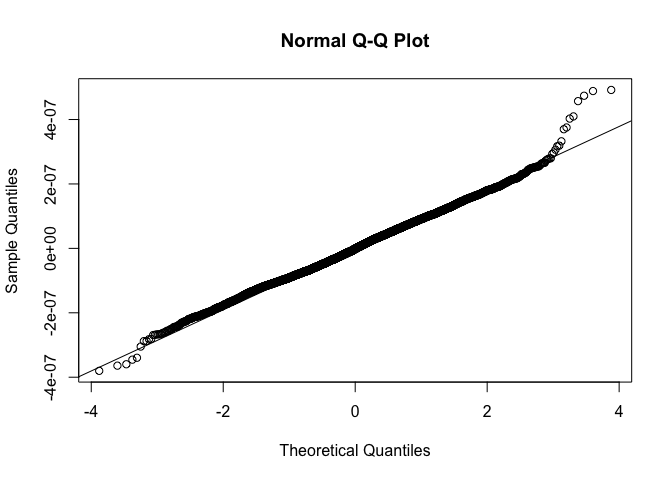 Normal Q-Q Plot
4e-07
2e-07
0e+00
-2e-07
-4e-07
Sample Quantiles
-4 -2 0 2 4
Theoretical Quantiles